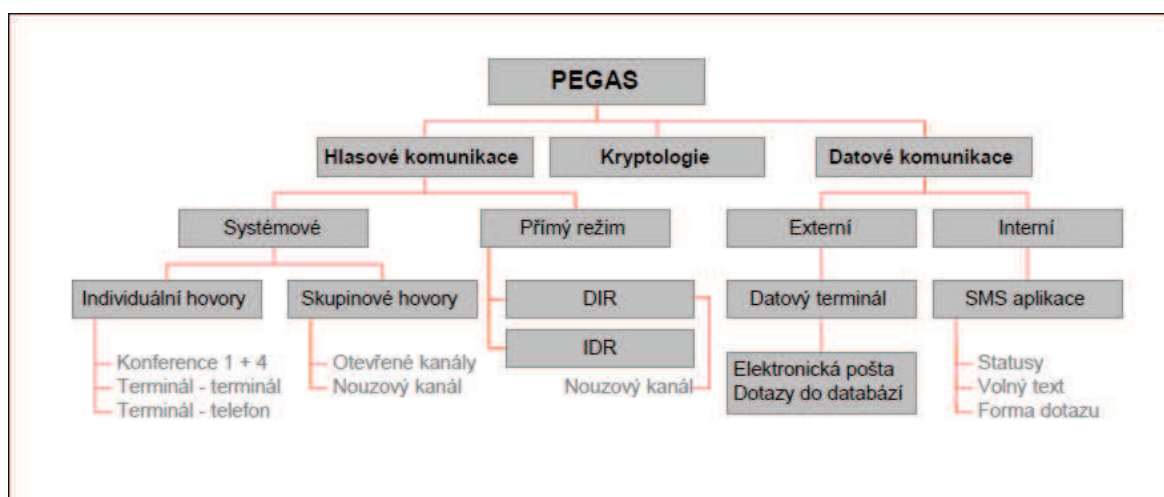 PEGAS
Hlasové komunikace
Kryptologie
Datové komunikace
Systémové
Přímý režim
Externí
Interní
Individuální hovory
Skupinové hovory
DIR
Datový terminál
SMS aplikace
IDR
Konference 1 + 4
Terminál - terminál
Terminál - telefon
Otevřené kanály
Nouzový kanál
Nouzový kanál
Elektronická pošta
Dotazy do databází
Statusy
Volný text
Forma dotazu